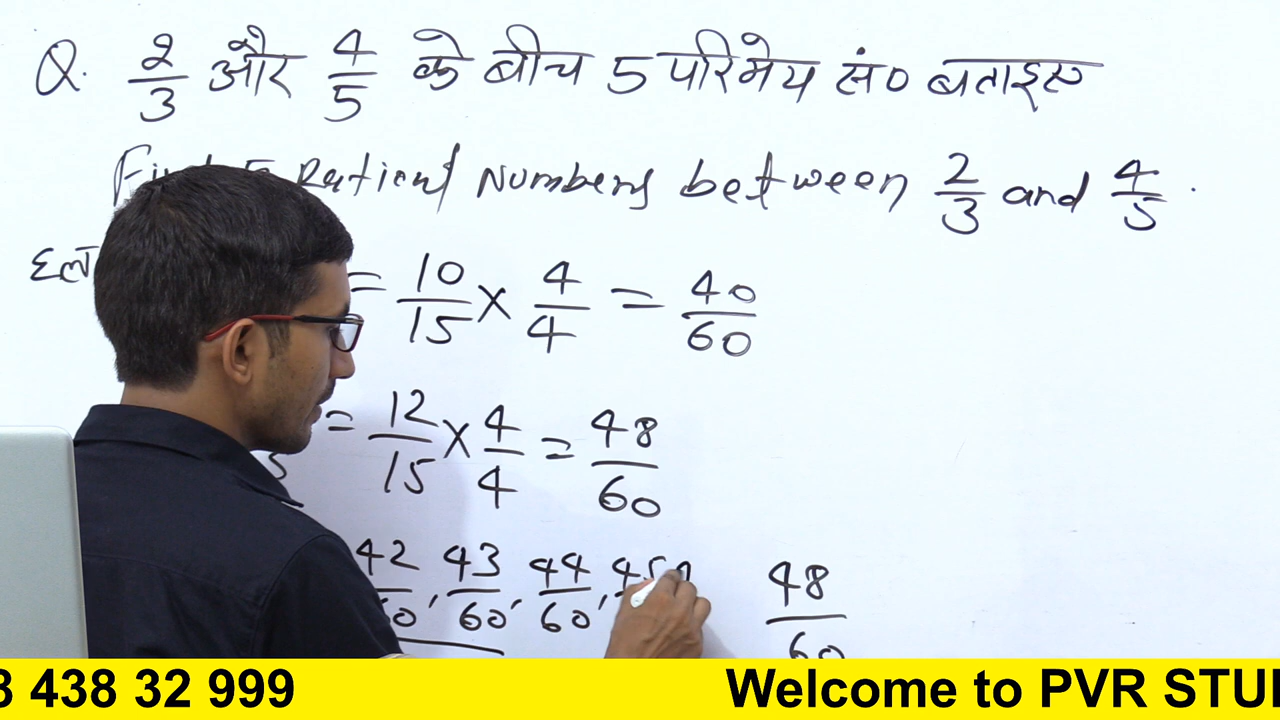 Q. 2/3 और 4/5 के बीच 5 परिमेय सं० बताइए
Rational Numbers between 2/3 and 4/5 .
= 10/15 × 4/4 = 40/60
= 12/15 × 4/4 = 48/60
42/60, 43/60, 44/60, 48/60
8 438 32 999 Welcome to PVR STU